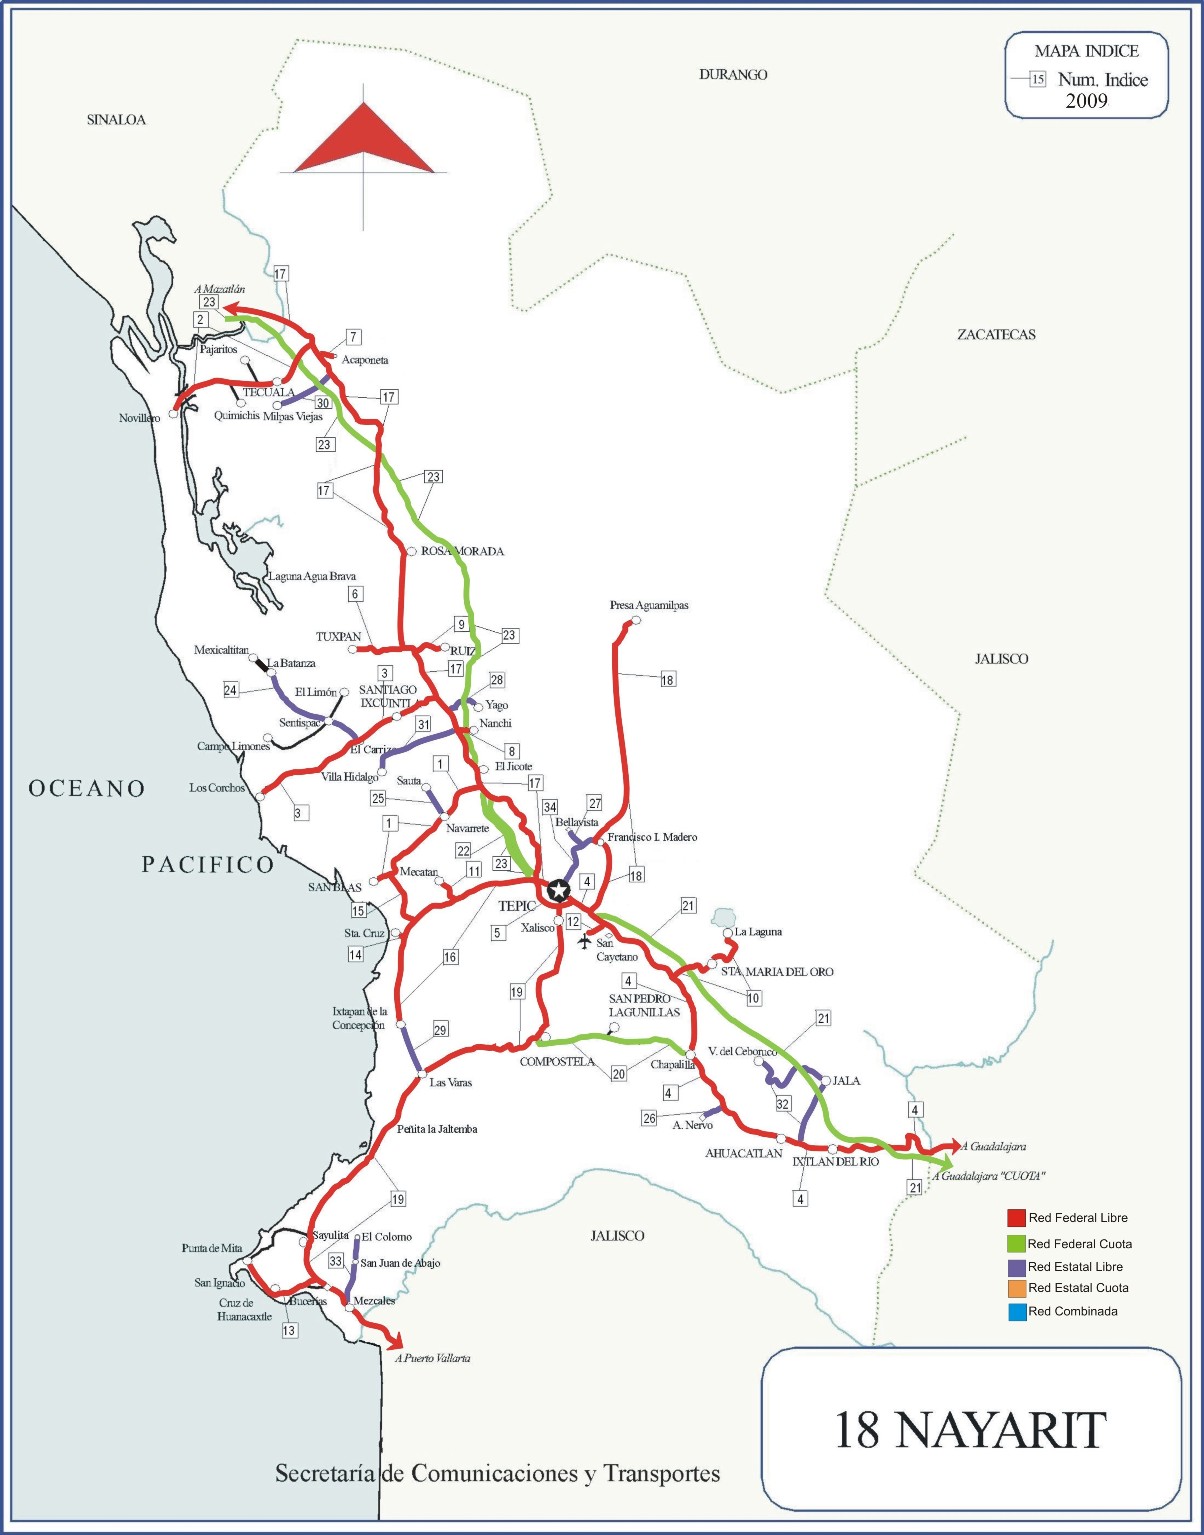 MAPA INDICE
15 Num. Indice
2009
DURANGO
SINALOA
ZACATECAS
JALISCO
17
A Mazatlán
23
2
Pajaritos
7
Acaponeta
TECUALA
30
17
Novillero
Quimichis
Milpas Viejas
23
23
17
ROSAMORADA
Laguna Agua Brava
6
Presa Aguamilpas
9
23
TUXPAN
RUIZ
Mexicaltitan
La Batanza
3
17
18
24
El Limón
SANTIAGO
IXCUINTLA
28
Yago
Sentispac
31
Nanchi
Campo Limones
El Carrizo
8
1
El Jicote
Villa Hidalgo
Sauta
17
OCEANO
Los Corchos
25
34
27
3
Bellavista
1
Navarrete
Francisco I. Madero
PACIFICO
22
23
Mecatan
11
4
18
SAN BLAS
TEPIC
21
15
12
Xalisco
5
Sta. Cruz
San
Cayetano
La Laguna
14
16
STA. MARIA DEL ORO
4
19
10
SAN PEDRO
LAGUNILLAS
Ixtapan de la
Concepción
29
21
COMPOSTELA
Chapalilla
V. del Ceboruco
20
Las Varas
JALA
4
32
4
26
A. Nervo
Peñita la Jaltemba
AHUACATLAN
IXTLAN DEL RIO
A Guadalajara
A Guadalajara "CUOTA"
21
4
19
Red Federal Libre
Red Federal Cuota
Red Estatal Libre
Red Estatal Cuota
Red Combinada
Sayulita
El Colomo
JALISCO
Punta de Mita
33
San Juan de Abajo
San Ignacio
Cruz de
Huanacaxtle
Bucerias
Mezcales
13
A Puerto Vallarta
18 NAYARIT
Secretaría de Comunicaciones y Transportes